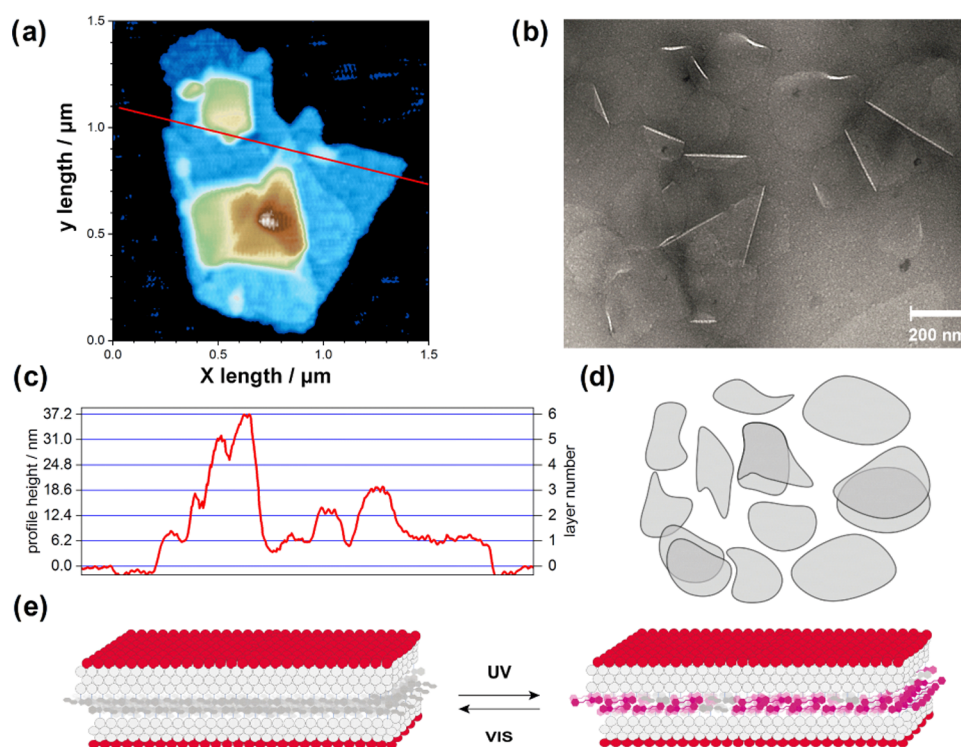 (a)
1.5
1.0
0.5
0.0
y length / µm
0.0
0.5
1.0
1.5
X length / µm
(b)
200 nm
(c)
37.2
31.0
24.8
18.6
12.4
6.2
0.0
profile height / nm
6
5
4
3
2
1
0
layer number
(d)
(e)
UV
VIS